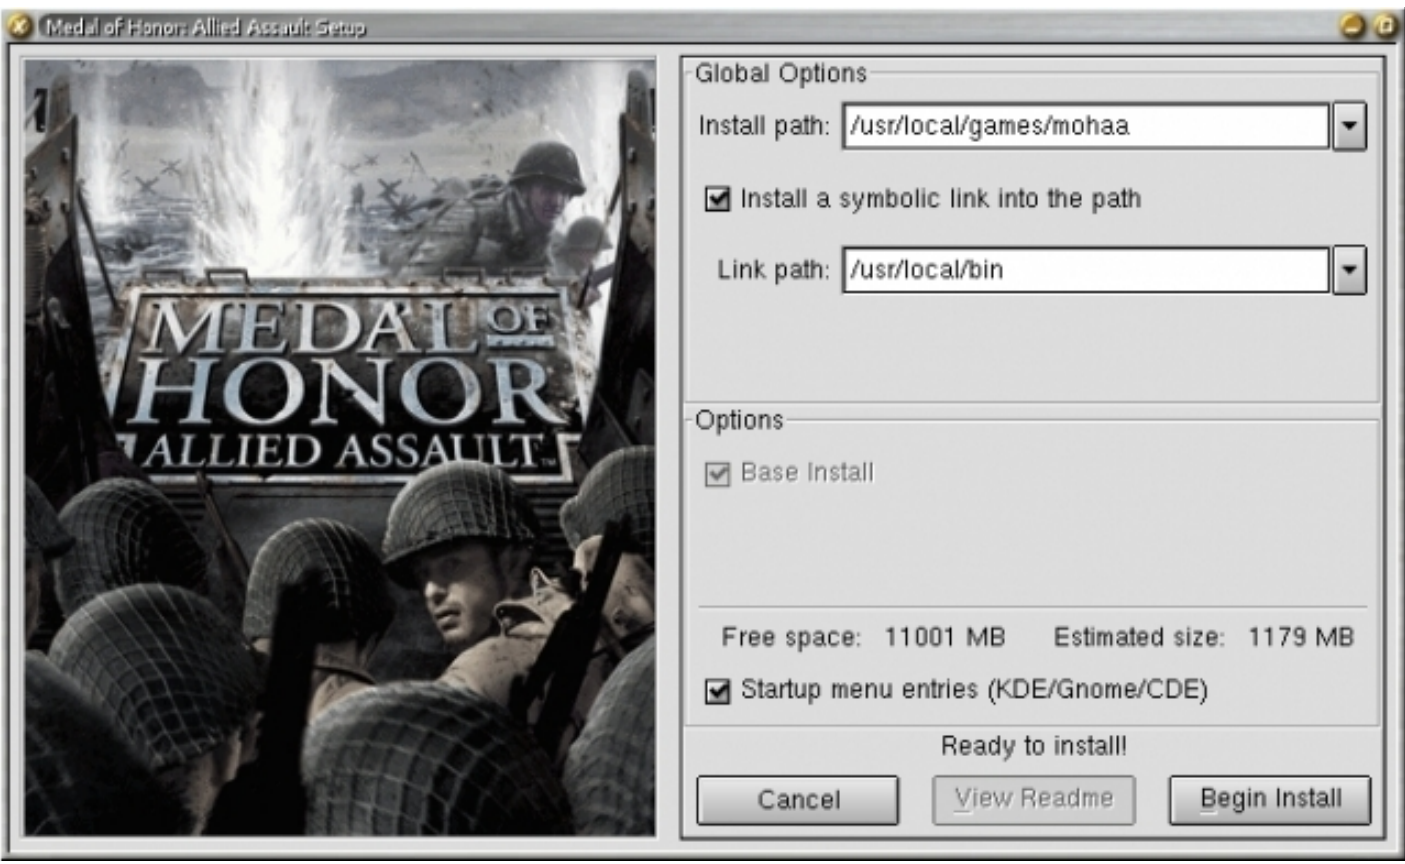 Medal of Honor: Allied Assault Setup
MEDAL OF
HONOR
ALLIED ASSAULT™
Global Options
Install path: /usr/local/games/mohaa
Install a symbolic link into the path
Link path: /usr/local/bin
Options
Base Install
Free space: 11001 MB Estimated size: 1179 MB
Startup menu entries (KDE/Gnome/CDE)
Ready to install!
Cancel View Readme Begin Install